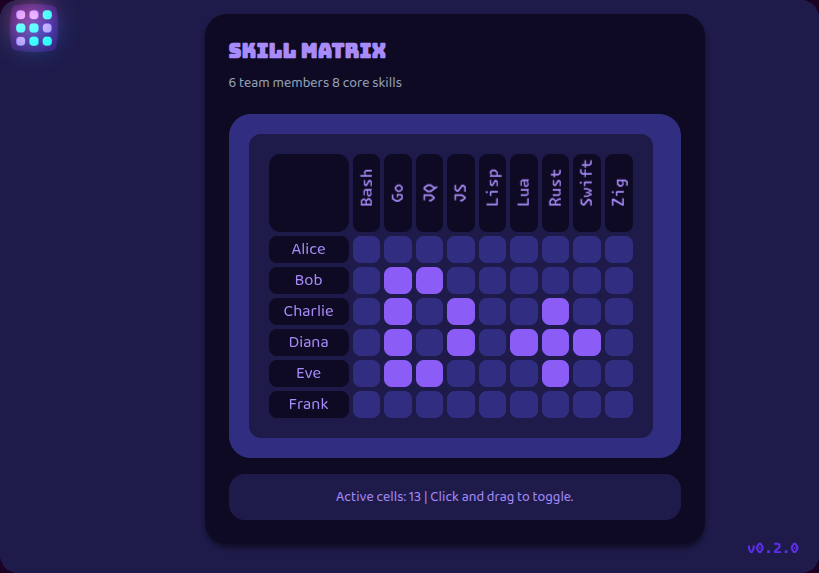 SKILL MATRIX
6 team members 8 core skills
Bash Go JQ JS Lisp Lua Rust Swift Zig
Alice
Bob
Charlie
Diana
Eve
Frank
Active cells: 13 | Click and drag to toggle.
v0.2.0